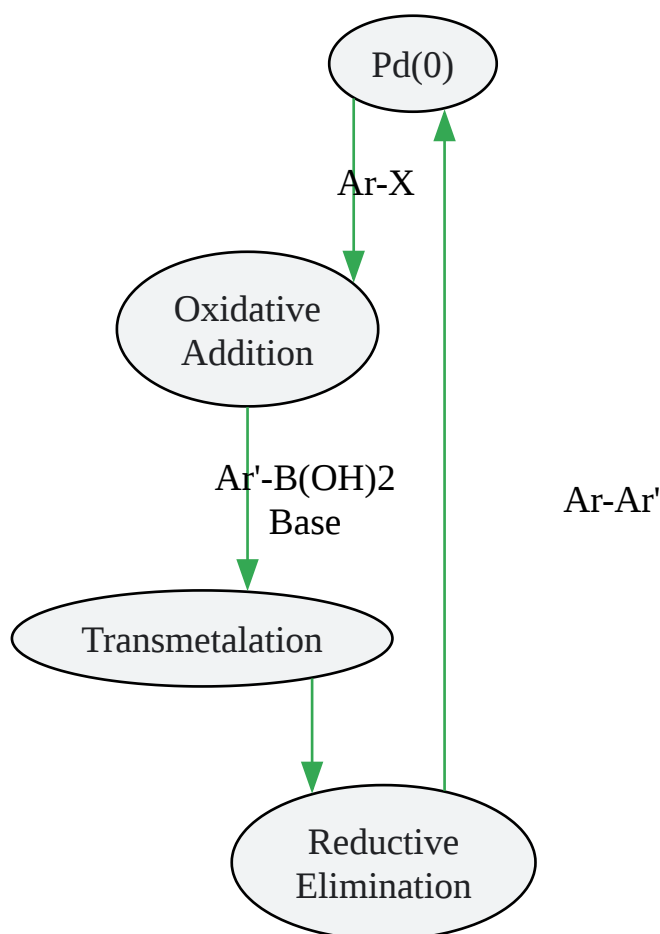 Pd(0)
Ar-X
Oxidative
Addition
Ar'-B(OH)2
Base
Ar-Ar'
Transmetalation
Reductive
Elimination